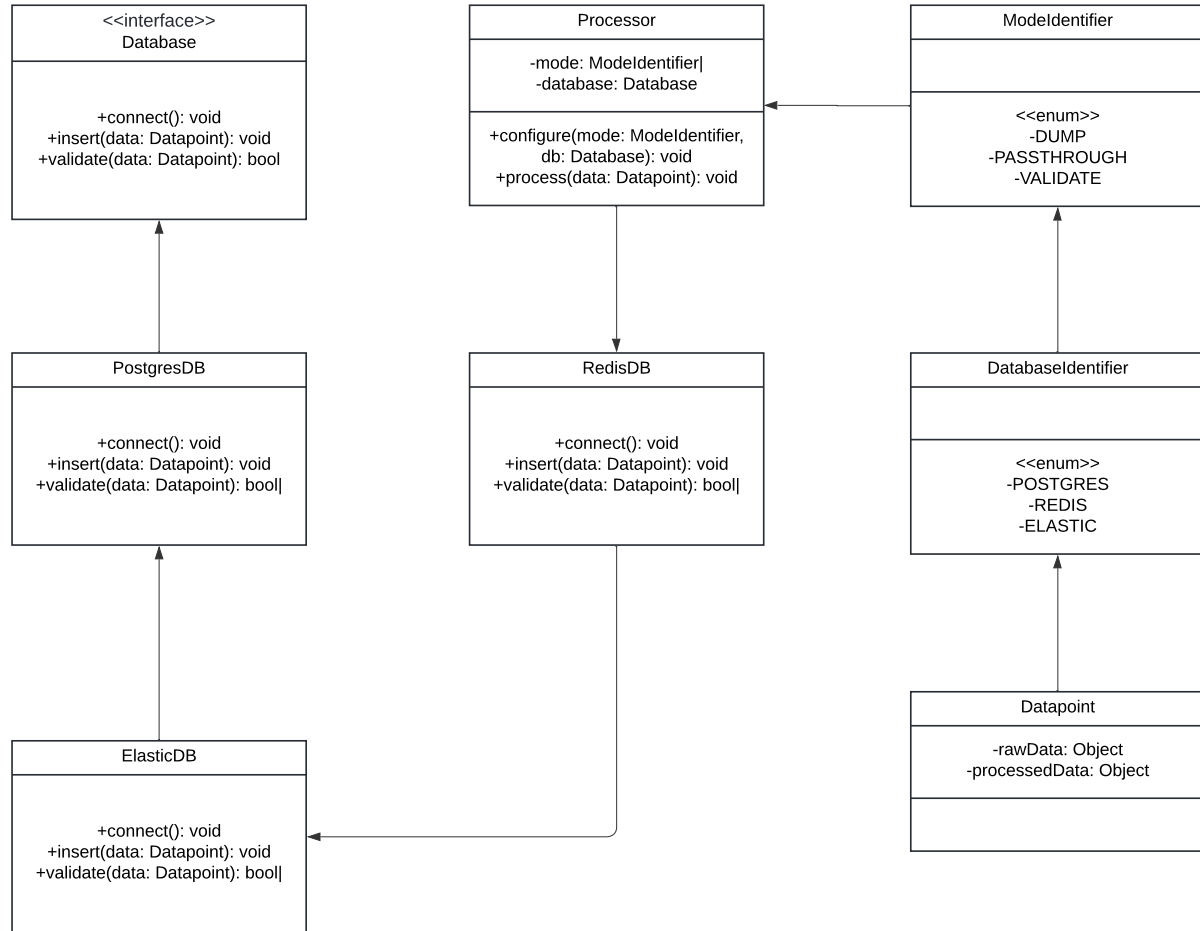 <<interface>>
Database
+connect(): void
+insert(data: Datapoint): void
+validate(data: Datapoint): bool
Processor
-mode: ModeIdentifier|
-database: Database
+configure(mode: ModeIdentifier,
db: Database): void
+process(data: Datapoint): void
ModeIdentifier
<<enum>>
-DUMP
-PASSTHROUGH
-VALIDATE
PostgresDB
+connect(): void
+insert(data: Datapoint): void
+validate(data: Datapoint): bool|
RedisDB
+connect(): void
+insert(data: Datapoint): void
+validate(data: Datapoint): bool|
DatabaseIdentifier
<<enum>>
-POSTGRES
-REDIS
-ELASTIC
ElasticDB
+connect(): void
+insert(data: Datapoint): void
+validate(data: Datapoint): bool|
Datapoint
-rawData: Object
-processedData: Object